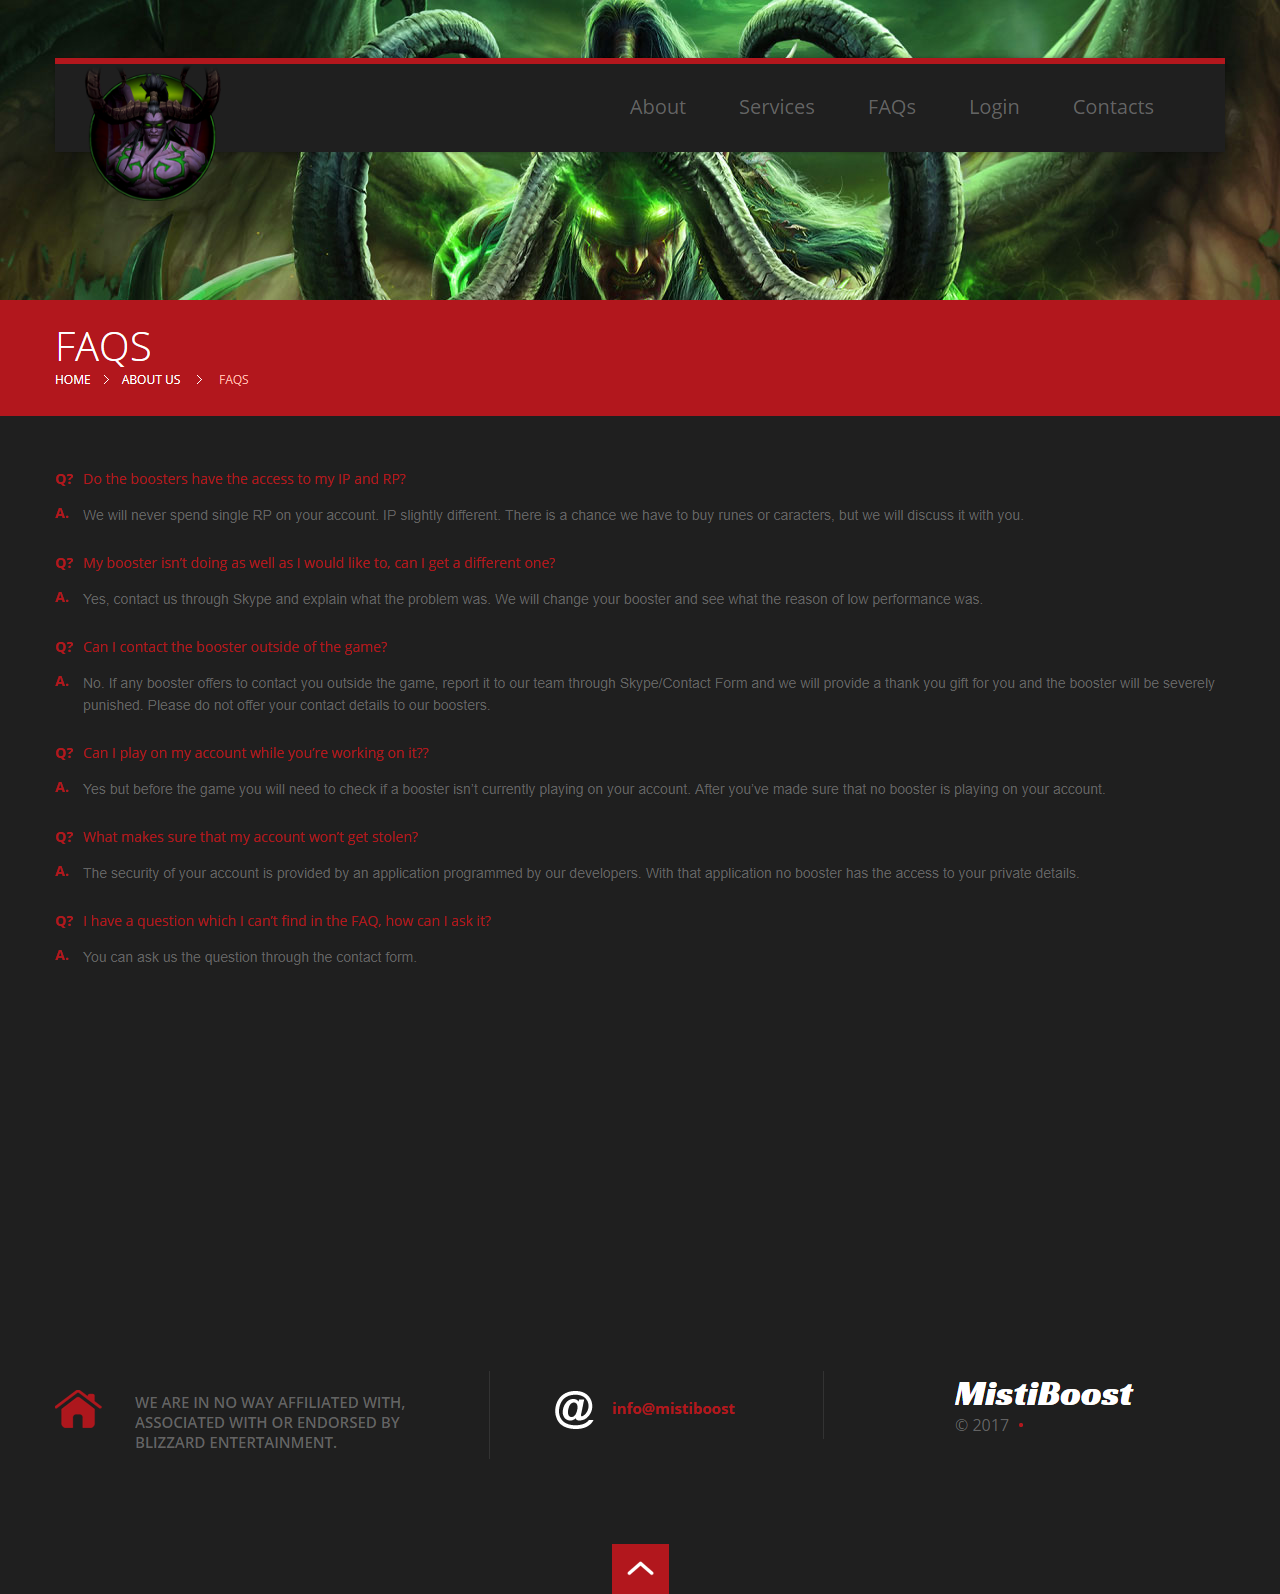 About Services FAQs Login Contacts
FAQS
HOME > ABOUT US > FAQS
Q? Do the boosters have the access to my IP and RP?
A. We will never spend single RP on your account. IP slightly different. There is a chance we have to buy runes or caracters, but we will discuss it with you.
Q? My booster isn't doing as well as I would like to, can I get a different one?
A. Yes, contact us through Skype and explain what the problem was. We will change your booster and see what the reason of low performance was.
Q? Can I contact the booster outside of the game?
A. No. If any booster offers to contact you outside the game, report it to our team through Skype/Contact Form and we will provide a thank you gift for you and the booster will be severely
punished. Please do not offer your contact details to our boosters.
Q? Can I play on my account while you're working on it??
A. Yes but before the game you will need to check if a booster isn't currently playing on your account. After you've made sure that no booster is playing on your account.
Q? What makes sure that my account won't get stolen?
A. The security of your account is provided by an application programmed by our developers. With that application no booster has the access to your private details.
Q? I have a question which I can't find in the FAQ, how can I ask it?
A. You can ask us the question through the contact form.
WE ARE IN NO WAY AFFILIATED WITH,
ASSOCIATED WITH OR ENDORSED BY
BLIZZARD ENTERTAINMENT.
@ info@mistiboost
MistiBoost
© 2017 •